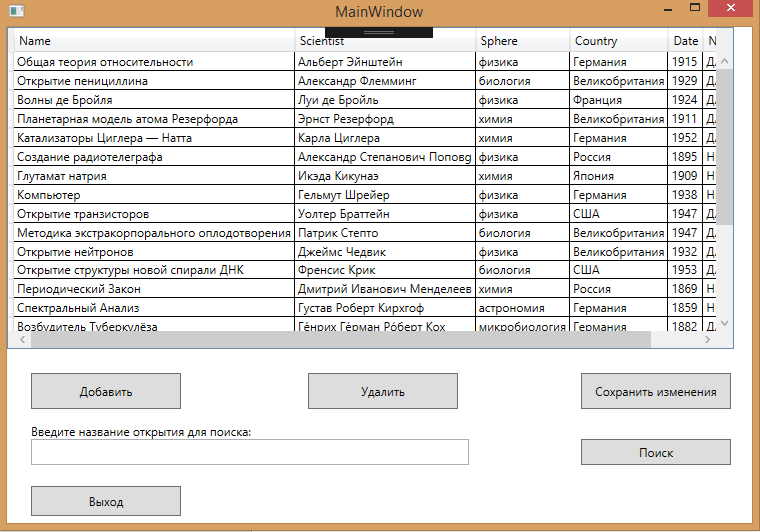 MainWindow
Name Scientist Sphere Country Date N
Общая теория относительности Альберт Эйнштейн физика Германия 1915 Д
Открытие пенициллина Александр Флемминг биология Великобритания 1929 Д
Волны де Бройля Луи де Бройль физика Франция 1924 Д
Планетарная модель атома Резерфорда Эрнст Резерфорд химия Великобритания 1911 Д
Катализаторы Циглера — Натта Карла Циглера химия Германия 1952 Д
Создание радиотелеграфа Александр Степанович Поповg физика Россия 1895 Н
Глутамат натрия Икэда Кикунаэ химия Япония 1909 Н
Компьютер Гельмут Шрейер физика Германия 1938 Н
Открытие транзисторов Уолтер Браттейн физика США 1947 Д
Методика экстракорпорального оплодотворения Патрик Степто биология Великобритания 1947 Д
Открытие нейтронов Джеймс Чедвик физика Великобритания 1932 Д
Открытие структуры новой спирали ДНК Френсис Крик биология США 1953 Д
Периодический Закон Дмитрий Иванович Менделеев химия Россия 1869 Н
Спектральный Анализ Густав Роберт Кирхгоф астрономия Германия 1859 Н
Возбудитель Туберкулёза Ге́нрих Ге́рман Ро́берт Кох микробиология Германия 1882 Д
Добавить Удалить Сохранить изменения
Введите название открытия для поиска:
Поиск
Выход